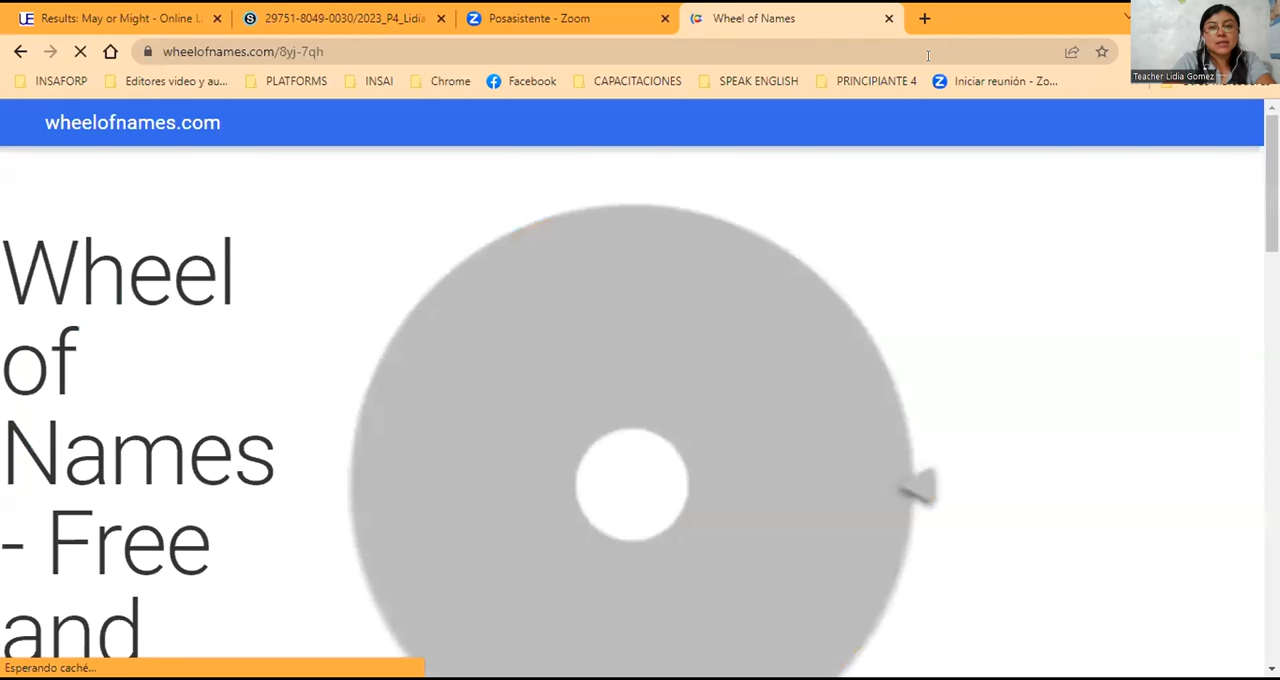 Results: May or Might - Online L
29751-8049-0030/2023_P4_Lidia
Posasistente - Zoom
Wheel of Names
wheelofnames.com/8yj-7qh
INSAFORP
Editores video y au...
PLATFORMS
INSAI
Chrome
Facebook
CAPACITACIONES
SPEAK ENGLISH
PRINCIPIANTE 4
Iniciar reunión - Zo...
Teacher Lidia Gomez
wheelofnames.com
Wheel
of
Names
- Free
and
Esperando caché...